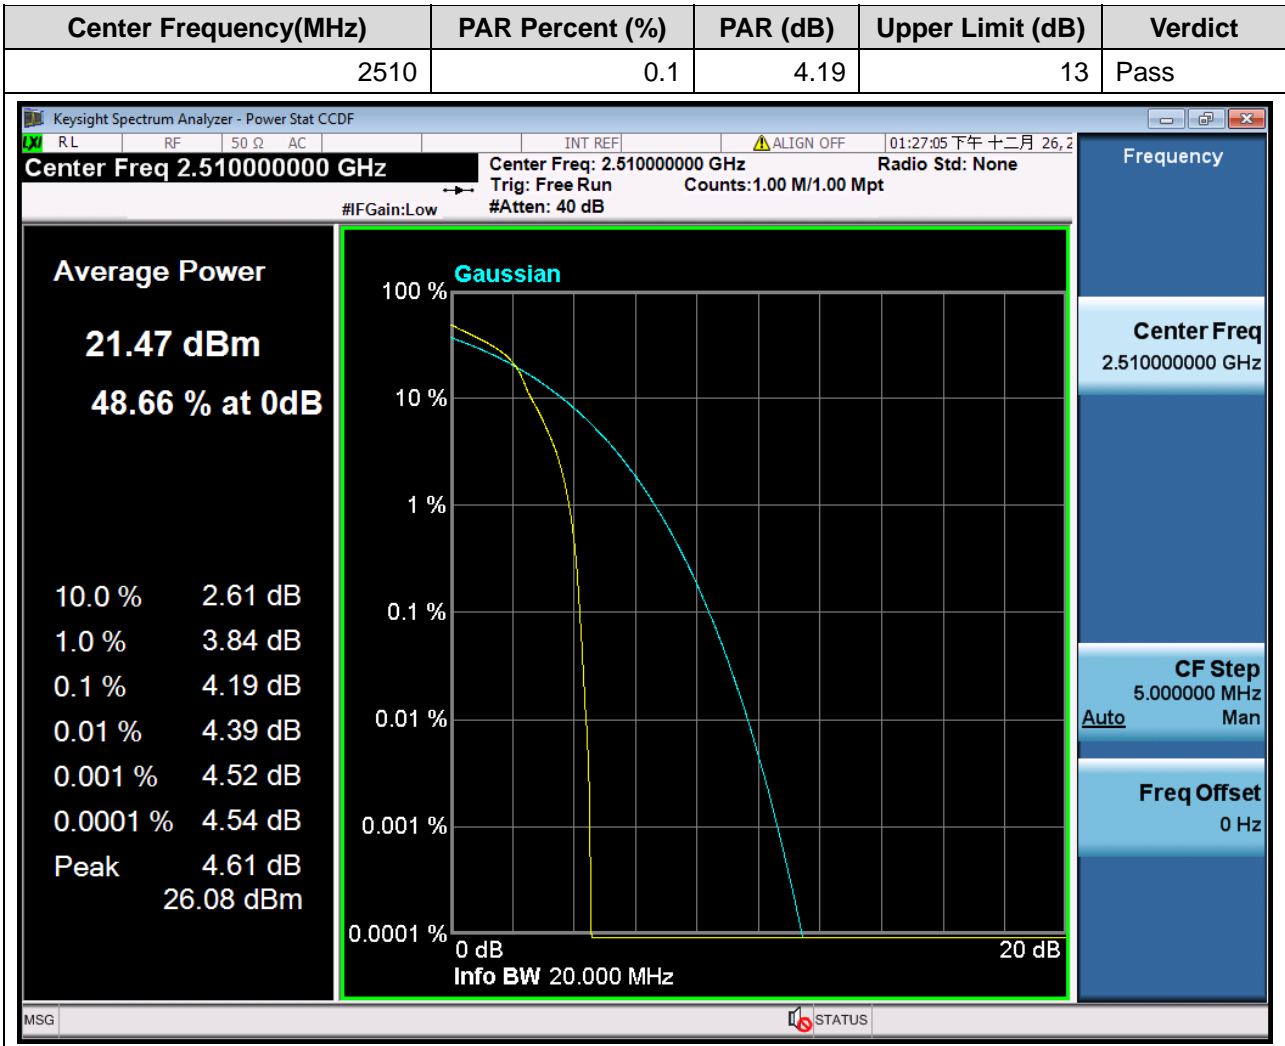 Center Frequency(MHz) PAR Percent (%) PAR (dB) Upper Limit (dB) Verdict
2510 0.1 4.19 13 Pass
Keysight Spectrum Analyzer - Power Stat CCDF
LXI RL RF 50 Ω AC INT REF ALIGN OFF 01:27:05 下午 十二月 26, 2
Center Freq 2.510000000 GHz
Center Freq: 2.510000000 GHz Radio Std: None
Trig: Free Run Counts:1.00 M/1.00 Mpt
#IFGain:Low #Atten: 40 dB
Average Power
21.47 dBm
48.66 % at 0dB
10.0 % 2.61 dB
1.0 % 3.84 dB
0.1 % 4.19 dB
0.01 % 4.39 dB
0.001 % 4.52 dB
0.0001 % 4.54 dB
Peak 4.61 dB
26.08 dBm
Gaussian
100 %
10 %
1 %
0.1 %
0.01 %
0.001 %
0.0001 %
0 dB 20 dB
Info BW 20.000 MHz
Frequency
Center Freq
2.510000000 GHz
CF Step
5.000000 MHz
Auto Man
Freq Offset
0 Hz
MSG STATUS